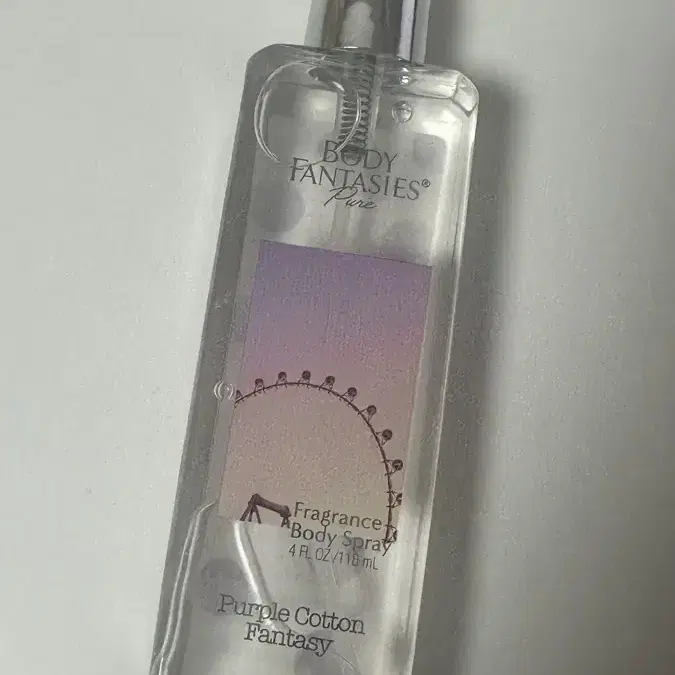 BODY
FANTASIES®
Pure
Fragrance
Body Spray
4 FL OZ/118 mL
Purple Cotton
Fantasy